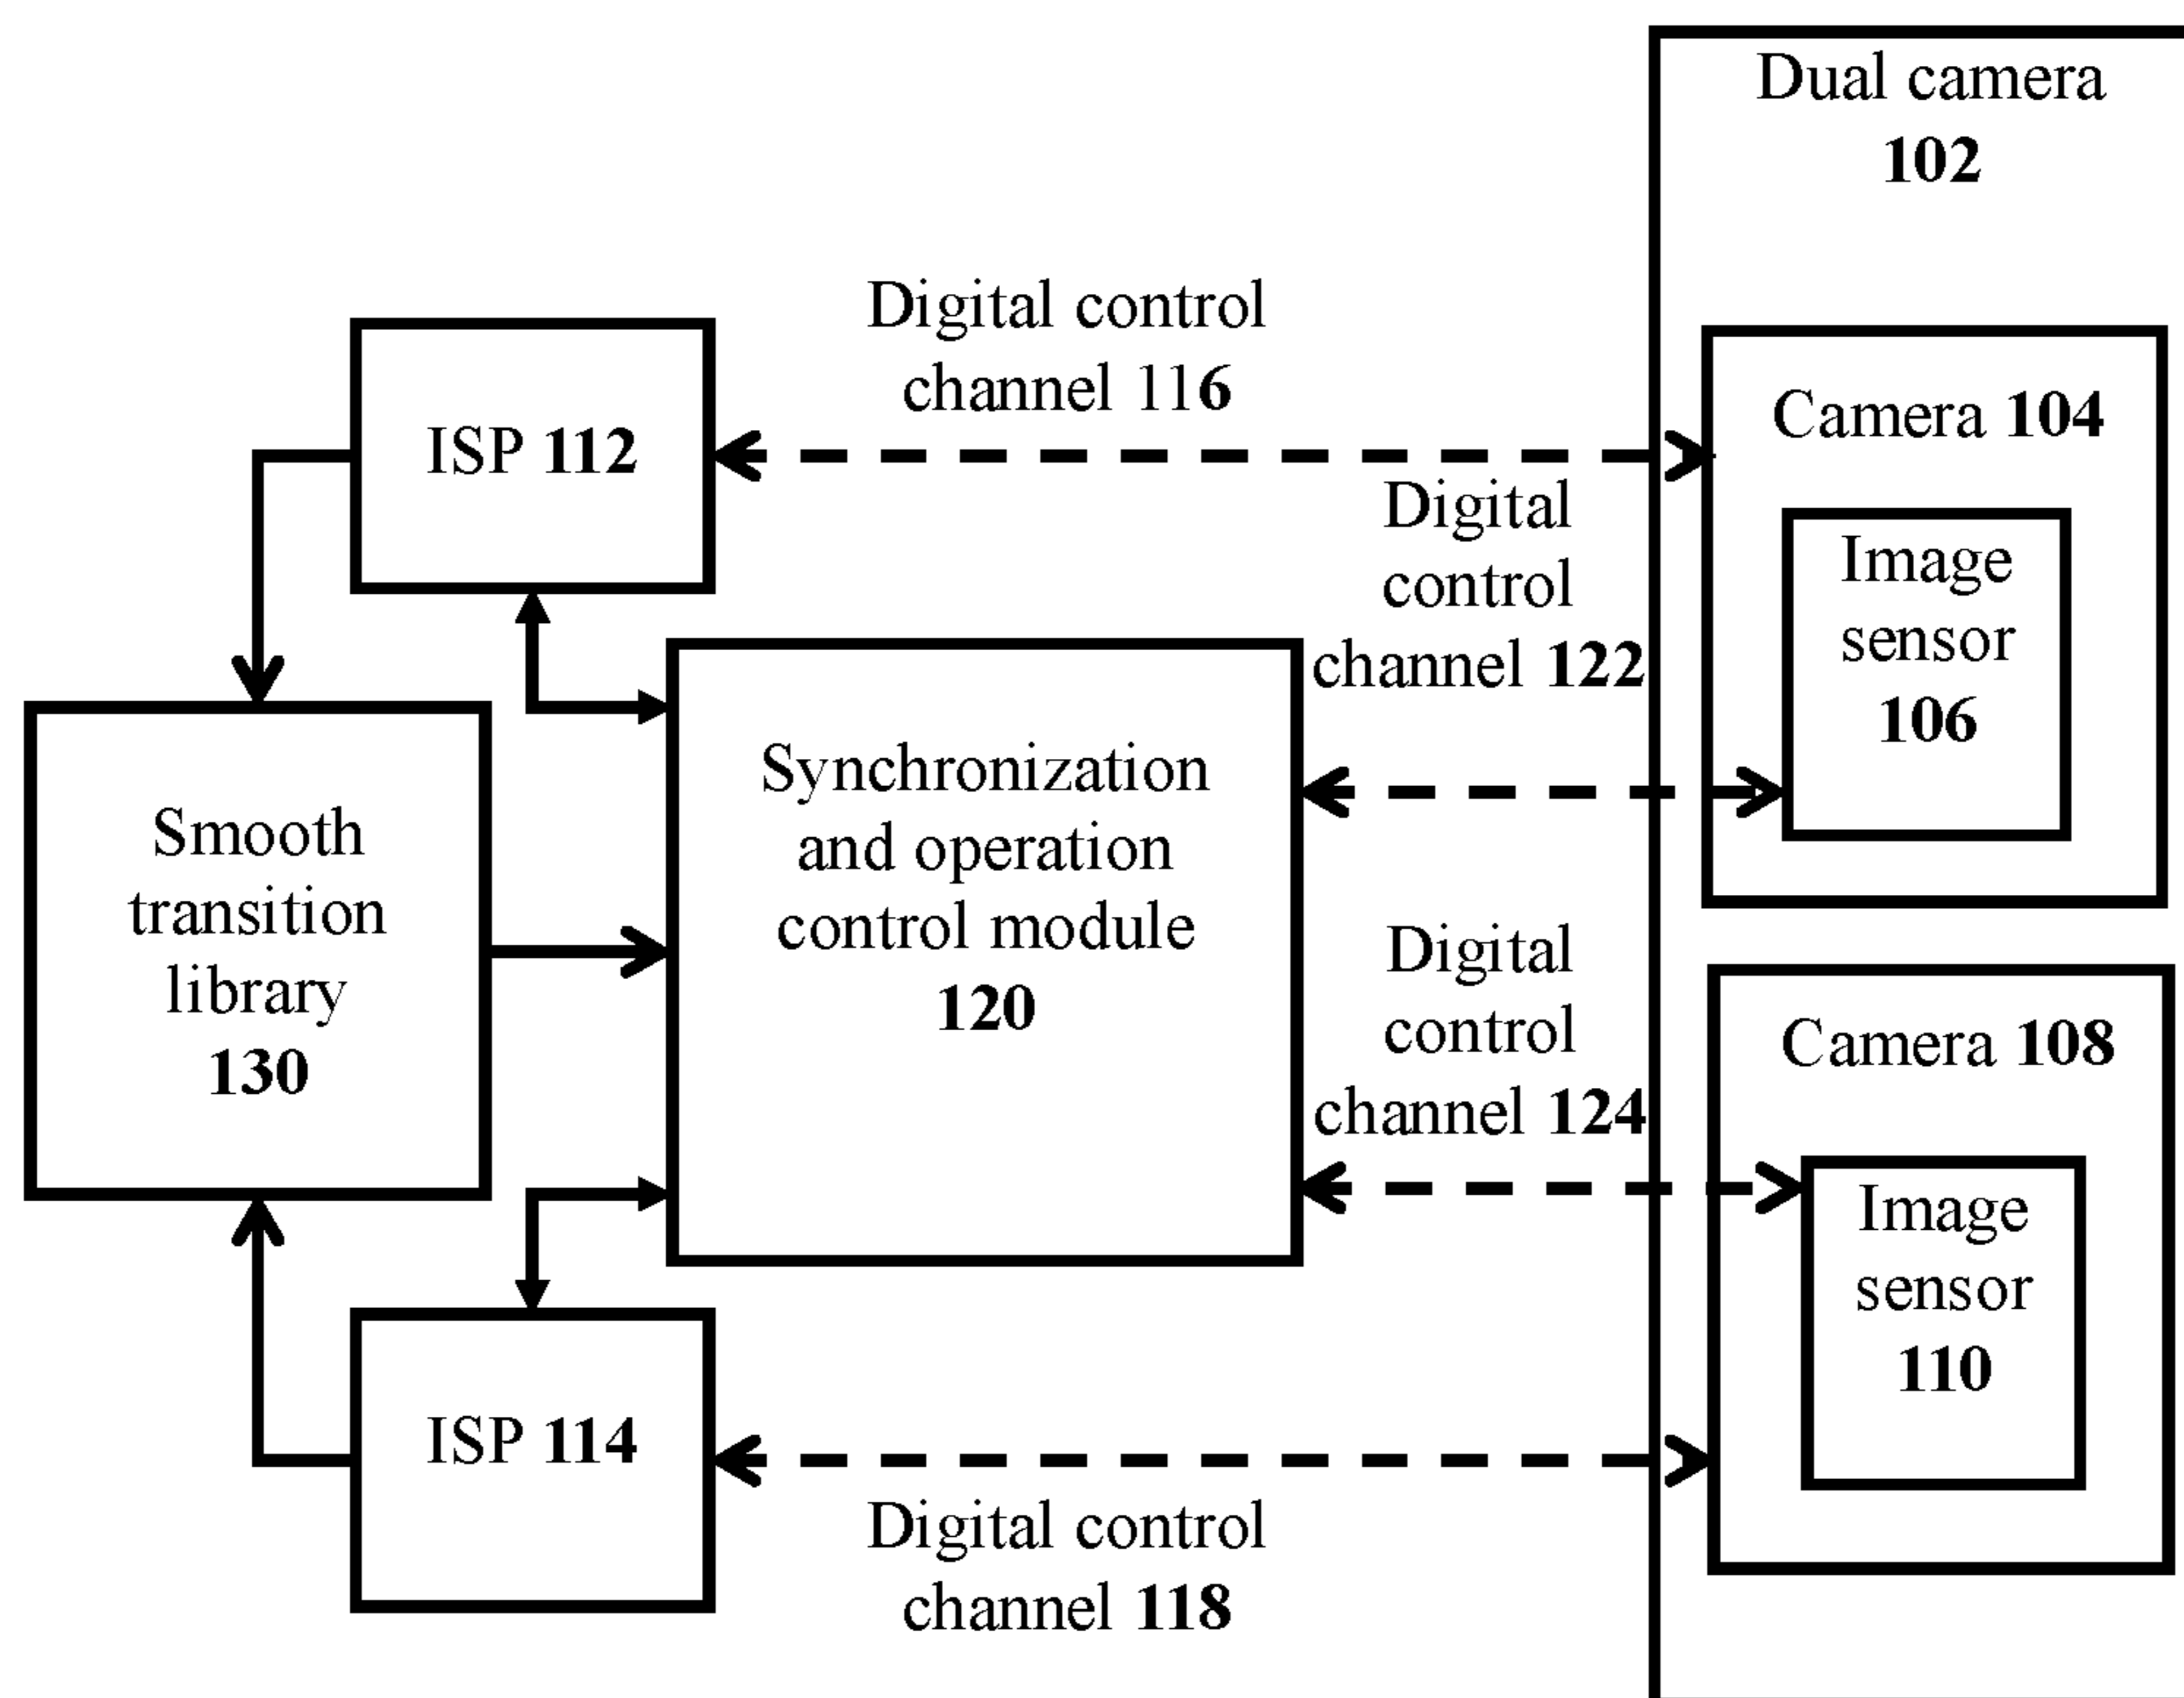 Dual camera
102
Digital control
channel 116
ISP 112
Camera 104
Digital
control
channel 122
Image
sensor
106
Synchronization
and operation
control module
120
Smooth
transition
library
130
Digital
control
channel 124
Camera 108
Image
sensor
110
ISP 114
Digital control
channel 118